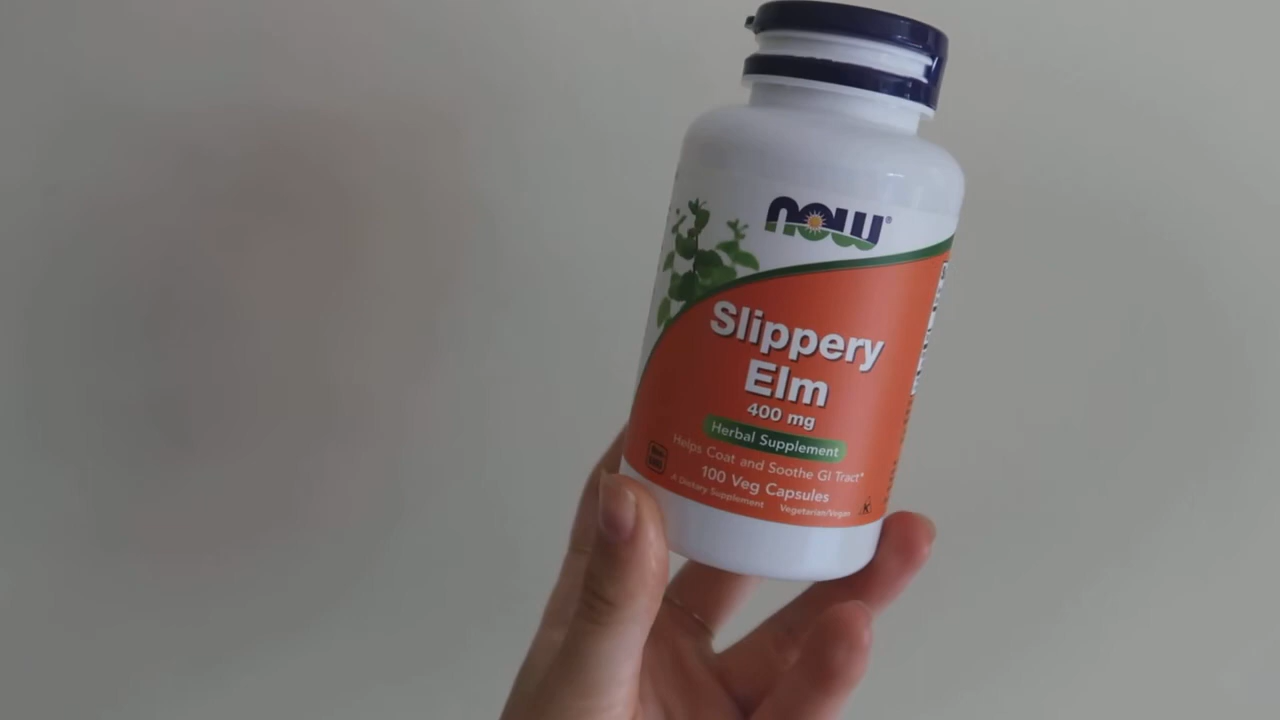 NOW®
Slippery
Elm
400 mg
Herbal Supplement
Helps Coat and Soothe GI Tract*
100 Veg Capsules
A Dietary Supplement Vegetarian/Vegan
K